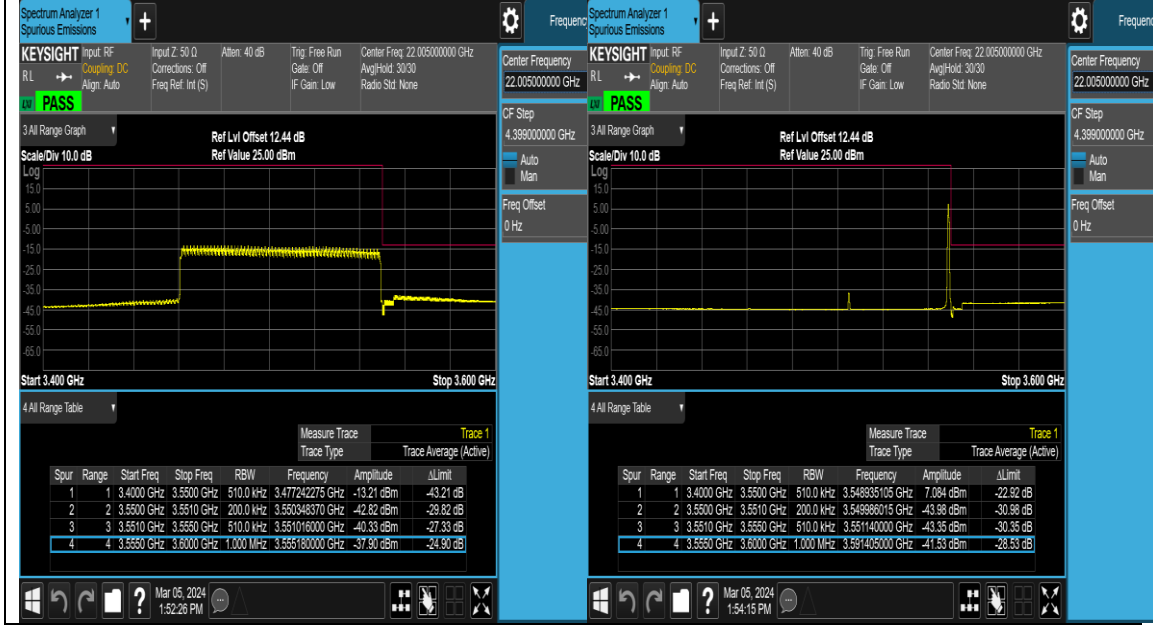 Spectrum Analyzer 1
Spurious Emissions
Frequenc
KEYSIGHT Input: RF Input Z: 50 Ω Atten: 40 dB Trig: Free Run Center Freq: 22.005000000 GHz
RL Coupling: DC Corrections: Off Gate: Off Avg|Hold: 30/30
Align: Auto Freq Ref: Int (S) IF Gain: Low Radio Std: None
LXI PASS
Center Frequency
22.005000000 GHz
CF Step
4.399000000 GHz
Auto
Man
Freq Offset
0 Hz
3 All Range Graph
Ref Lvl Offset 12.44 dB
Scale/Div 10.0 dB Ref Value 25.00 dBm
Log
15.0
5.00
-5.00
-15.0
-25.0
-35.0
-45.0
-55.0
-65.0
Start 3.400 GHz Stop 3.600 GHz
4 All Range Table
Measure Trace Trace 1
Trace Type Trace Average (Active)
Spur Range Start Freq Stop Freq RBW Frequency Amplitude ΔLimit
1 1 3.4000 GHz 3.5500 GHz 510.0 kHz 3.477242275 GHz -13.21 dBm -43.21 dB
2 2 3.5500 GHz 3.5510 GHz 200.0 kHz 3.550348370 GHz -42.82 dBm -29.82 dB
3 3 3.5510 GHz 3.5550 GHz 510.0 kHz 3.551016000 GHz -40.33 dBm -27.33 dB
4 4 3.5550 GHz 3.6000 GHz 1.000 MHz 3.555180000 GHz -37.90 dBm -24.90 dB
Mar 05, 2024
1:52:26 PM
Spectrum Analyzer 1
Spurious Emissions
Frequenc
KEYSIGHT Input: RF Input Z: 50 Ω Atten: 40 dB Trig: Free Run Center Freq: 22.005000000 GHz
RL Coupling: DC Corrections: Off Gate: Off Avg|Hold: 30/30
Align: Auto Freq Ref: Int (S) IF Gain: Low Radio Std: None
LXI PASS
Center Frequency
22.005000000 GHz
CF Step
4.399000000 GHz
Auto
Man
Freq Offset
0 Hz
3 All Range Graph
Ref Lvl Offset 12.44 dB
Scale/Div 10.0 dB Ref Value 25.00 dBm
Log
15.0
5.00
-5.00
-15.0
-25.0
-35.0
-45.0
-55.0
-65.0
Start 3.400 GHz Stop 3.600 GHz
4 All Range Table
Measure Trace Trace 1
Trace Type Trace Average (Active)
Spur Range Start Freq Stop Freq RBW Frequency Amplitude ΔLimit
1 1 3.4000 GHz 3.5500 GHz 510.0 kHz 3.548935105 GHz 7.084 dBm -22.92 dB
2 2 3.5500 GHz 3.5510 GHz 200.0 kHz 3.549986015 GHz -43.98 dBm -30.98 dB
3 3 3.5510 GHz 3.5550 GHz 510.0 kHz 3.551140000 GHz -43.35 dBm -30.35 dB
4 4 3.5550 GHz 3.6000 GHz 1.000 MHz 3.591405000 GHz -41.53 dBm -28.53 dB
Mar 05, 2024
1:54:15 PM